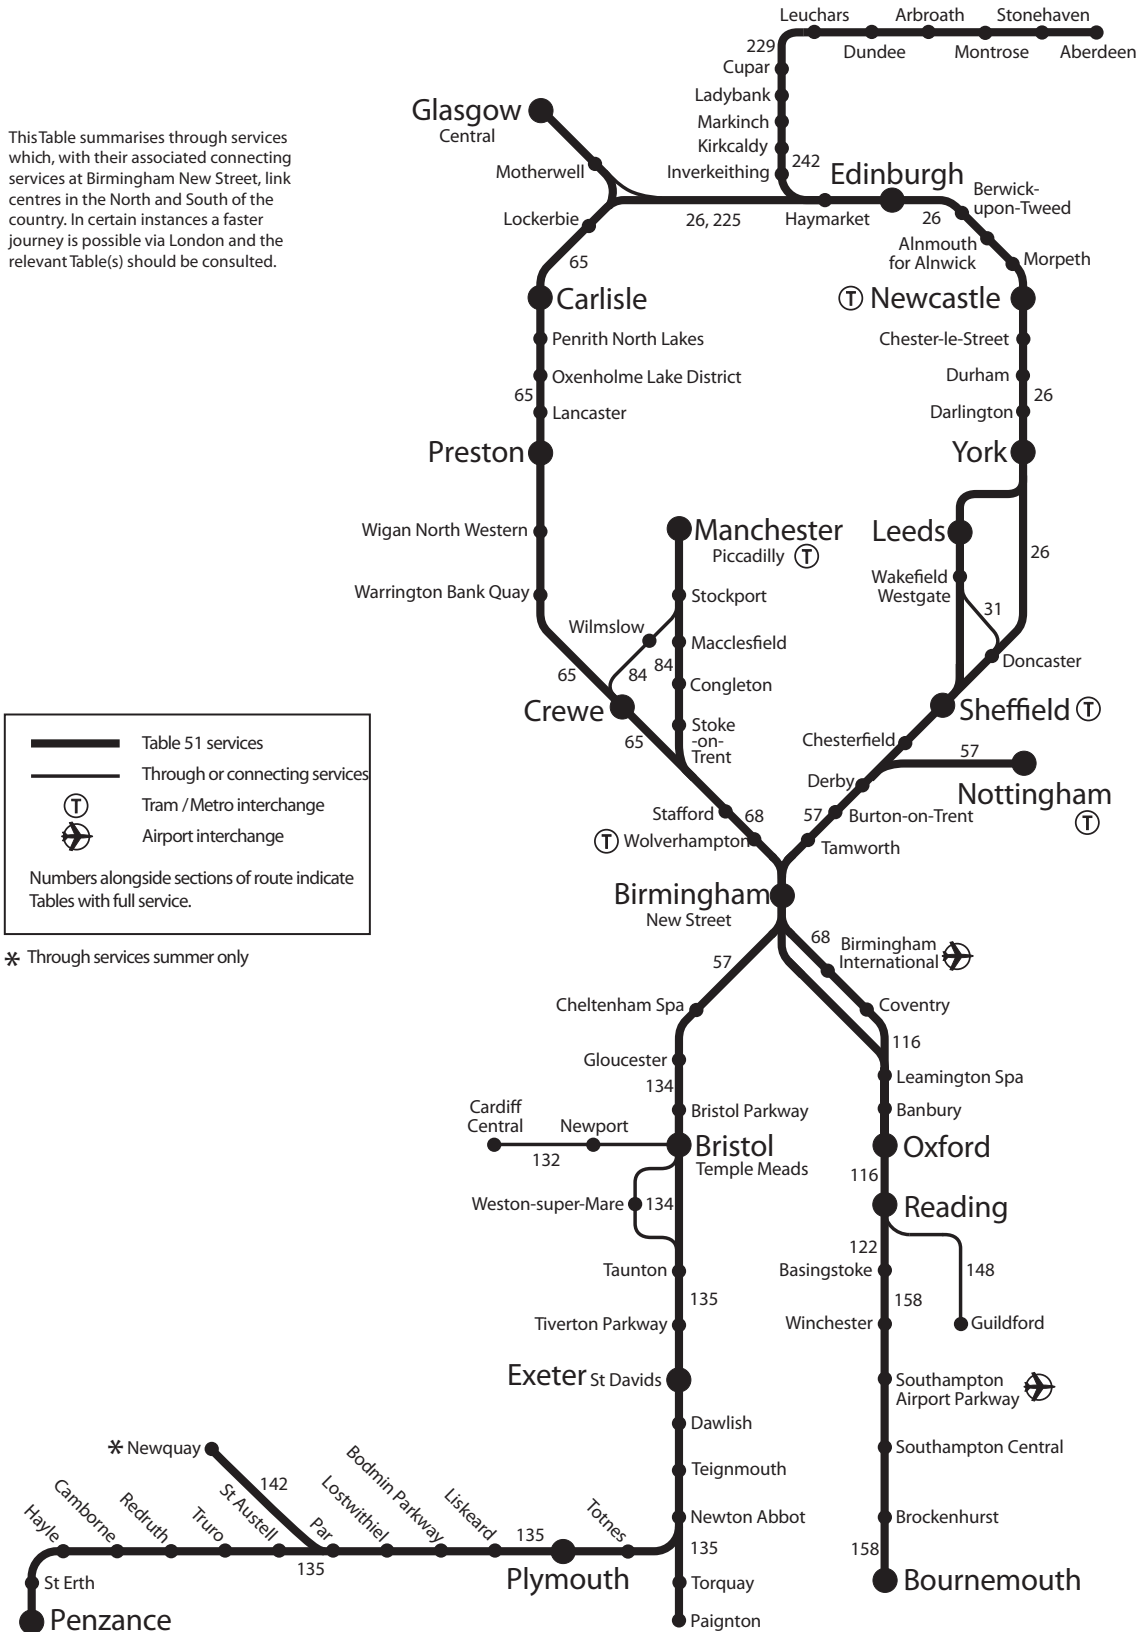 Leuchars
Arbroath
Stonehaven
229
Dundee
Montrose
Aberdeen
Cupar
Ladybank
Markinch
Kirkcaldy
Inverkeithing
242
Glasgow
Central
This Table summarises through services
which, with their associated connecting
services at Birmingham New Street, link
centres in the North and South of the
country. In certain instances a faster
journey is possible via London and the
relevant Table(s) should be consulted.
Motherwell
Edinburgh
Haymarket
26, 225
26
Berwick-
upon-Tweed
Lockerbie
Alnmouth
for Alnwick
Morpeth
65
Carlisle
T Newcastle
Penrith North Lakes
Chester-le-Street
Oxenholme Lake District
Durham
65
26
Lancaster
Darlington
Preston
York
Wigan North Western
Manchester
Piccadilly T
Leeds
26
Warrington Bank Quay
Stockport
Wakefield
Westgate
31
Wilmslow
Macclesfield
84
84
65
Doncaster
Congleton
Crewe
Sheffield T
65
Stoke
-on-
Trent
Chesterfield
57
Derby
Nottingham
T
Table 51 services
Through or connecting services
T Tram / Metro interchange
Airport interchange
Numbers alongside sections of route indicate
Tables with full service.
* Through services summer only
Stafford
68
57
Burton-on-Trent
T Wolverhampton
Tamworth
Birmingham
New Street
68
Birmingham
International
57
Cheltenham Spa
Coventry
116
Gloucester
Leamington Spa
134
Bristol Parkway
Banbury
Cardiff
Central
Newport
132
Bristol
Temple Meads
Oxford
116
Weston-super-Mare
134
Reading
122
148
Taunton
Basingstoke
135
158
Tiverton Parkway
Winchester
Guildford
Exeter St Davids
Southampton
Airport Parkway
Dawlish
* Newquay
Southampton Central
Teignmouth
142
Hayle
Camborne
Redruth
Truro
St Austell
Par
Lostwithiel
Bodmin Parkway
Liskeard
135
Totnes
Newton Abbot
Brockenhurst
135
135
158
St Erth
Plymouth
Torquay
Bournemouth
Penzance
Paignton